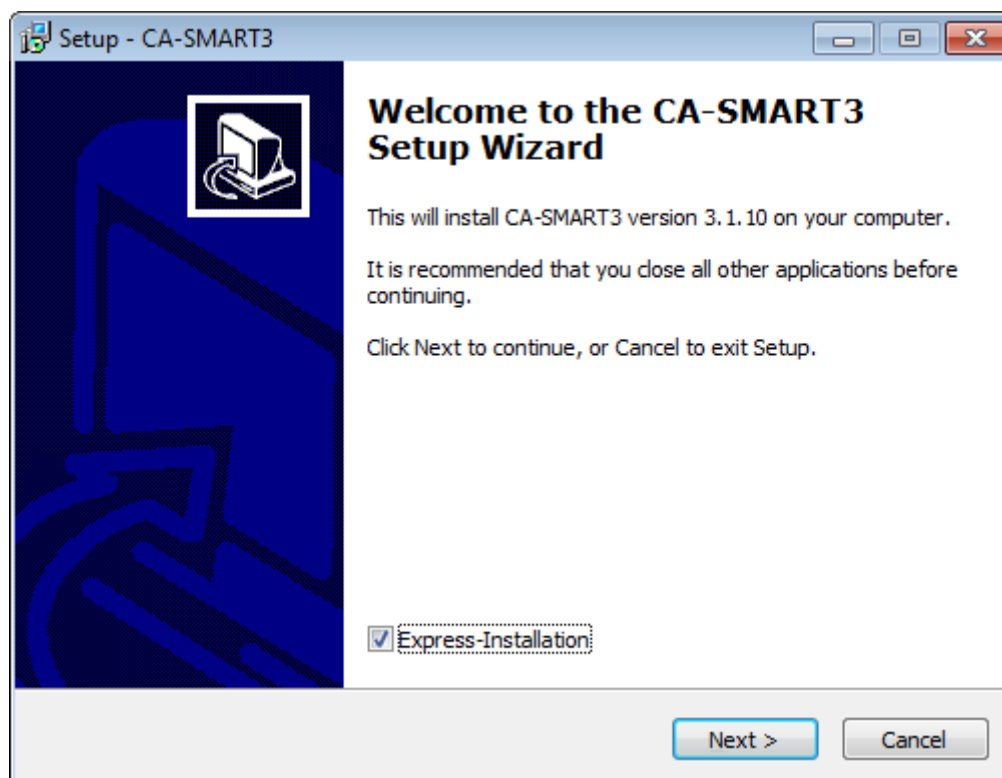 Setup - CA-SMART3
Welcome to the CA-SMART3
Setup Wizard
This will install CA-SMART3 version 3.1.10 on your computer.
It is recommended that you close all other applications before
continuing.
Click Next to continue, or Cancel to exit Setup.
Express-Installation
Next >
Cancel